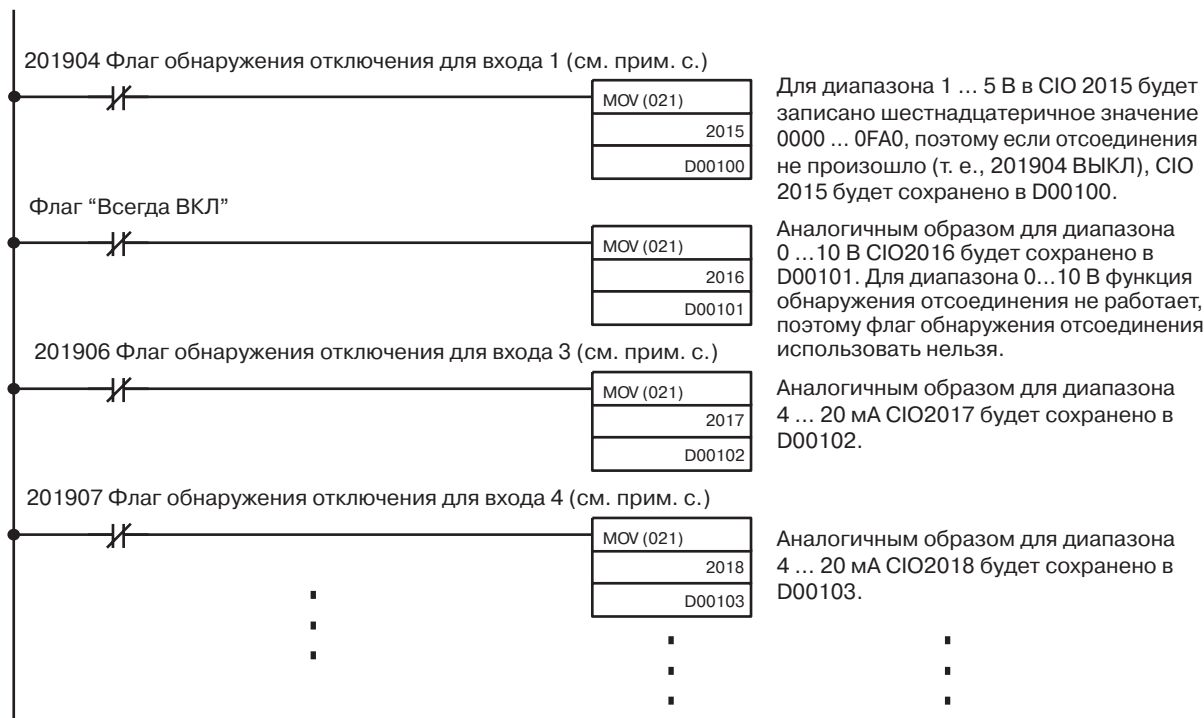 201904 Флаг обнаружения отключения для входа 1 (см. прим. с.)
MOV (021)
2015
D00100
Для диапазона 1 ... 5 В в CIO 2015 будет
записано шестнадцатеричное значение
0000 ... 0FA0, поэтому если отсоединения
не произошло (т. е., 201904 ВЫКЛ), CIO
2015 будет сохранено в D00100.
Флаг “Всегда ВКЛ”
MOV (021)
2016
D00101
Аналогичным образом для диапазона
0 ...10 В CIO2016 будет сохранено в
D00101. Для диапазона 0...10 В функция
обнаружения отсоединения не работает,
поэтому флаг обнаружения отсоединения
использовать нельзя.
201906 Флаг обнаружения отключения для входа 3 (см. прим. с.)
MOV (021)
2017
D00102
Аналогичным образом для диапазона
4 ... 20 мА CIO2017 будет сохранено в
D00102.
201907 Флаг обнаружения отключения для входа 4 (см. прим. с.)
MOV (021)
2018
D00103
Аналогичным образом для диапазона
4 ... 20 мА CIO2018 будет сохранено в
D00103.